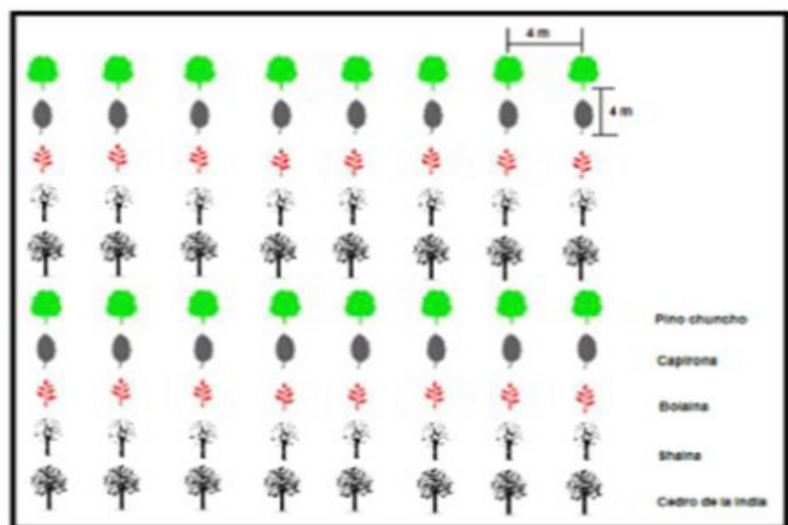 4 m
4 m
Pino chuncho
Capirona
Bolaina
Shaina
Cedro de la India